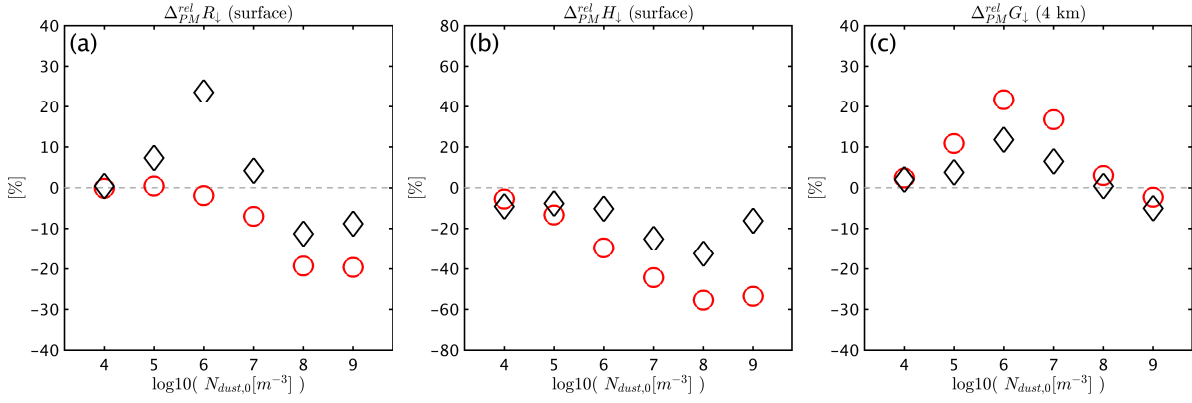 Δ^{rel}_{PM}R↓ (surface)
(a)
[%]
40
30
20
10
0
−10
−20
−30
−40
4 5 6 7 8 9
log10( N_{dust,0}[m^{−3}] )
Δ^{rel}_{PM}H↓ (surface)
(b)
[%]
80
60
40
20
0
−20
−40
−60
−80
4 5 6 7 8 9
log10( N_{dust,0}[m^{−3}] )
Δ^{rel}_{PM}G↓ (4 km)
(c)
[%]
40
30
20
10
0
−10
−20
−30
−40
4 5 6 7 8 9
log10( N_{dust,0}[m^{−3}] )